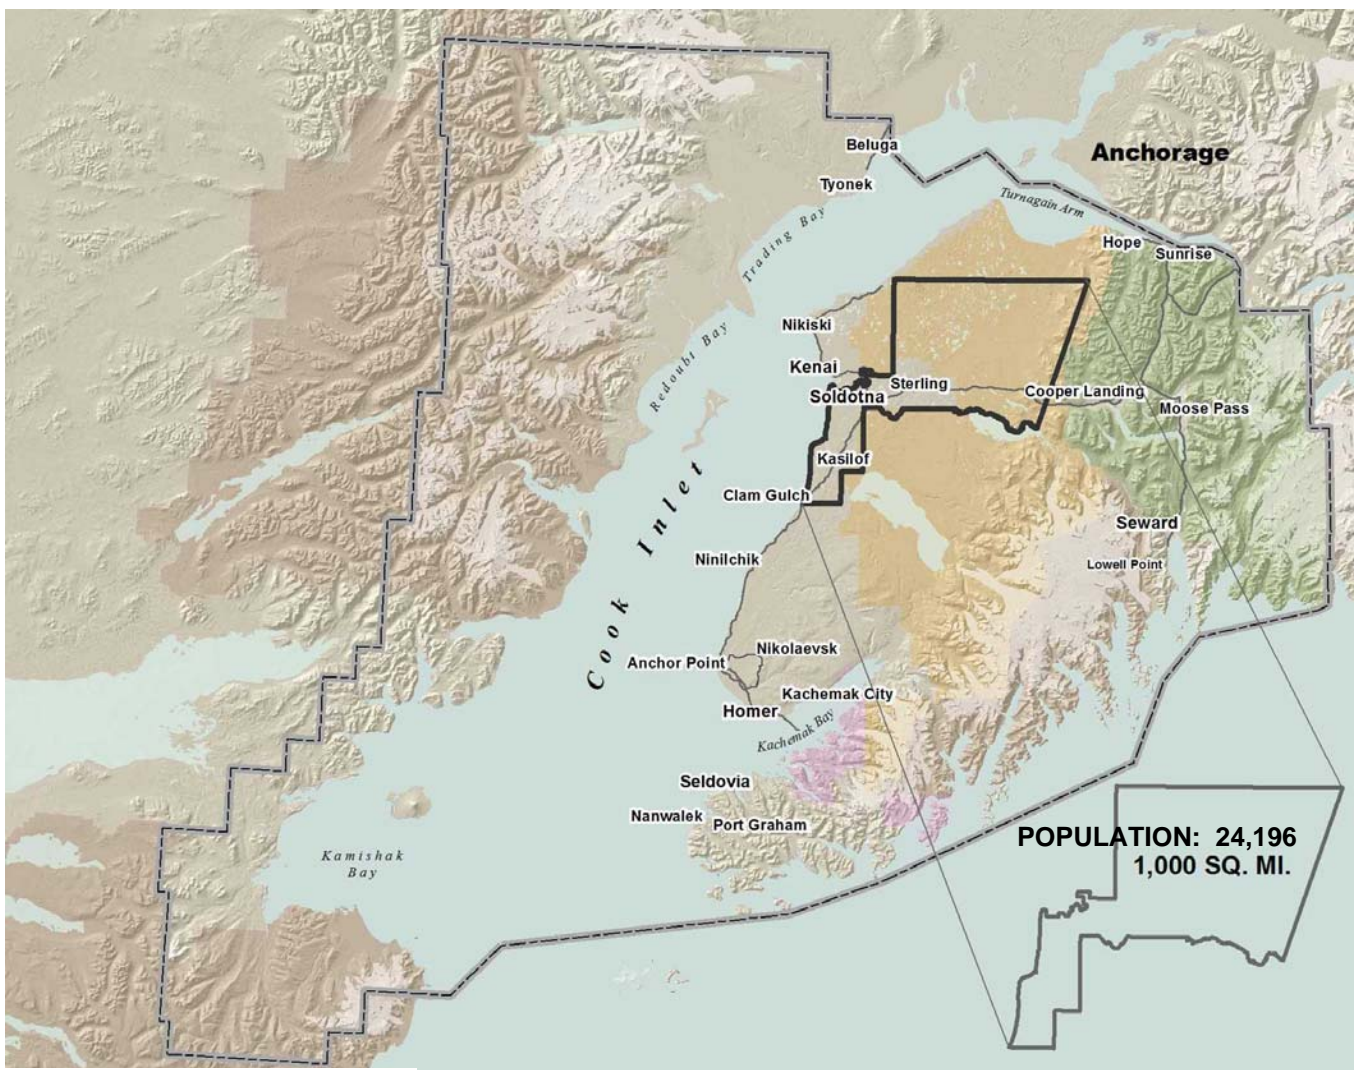 Beluga
Anchorage
Tyonek
Turnagain Arm
Trading Bay
Hope
Sunrise
Nikiski
Redoubt Bay
Kenai
Sterling
Soldotna
Cooper Landing
Moose Pass
Kasilof
Clam Gulch
Cook Inlet
Seward
Ninilchik
Lowell Point
Nikolaevsk
Anchor Point
Kachemak City
Homer
Kachemak Bay
Seldovia
Nanwalek
Port Graham
POPULATION: 24,196
1,000 SQ. MI.
Kamishak
Bay